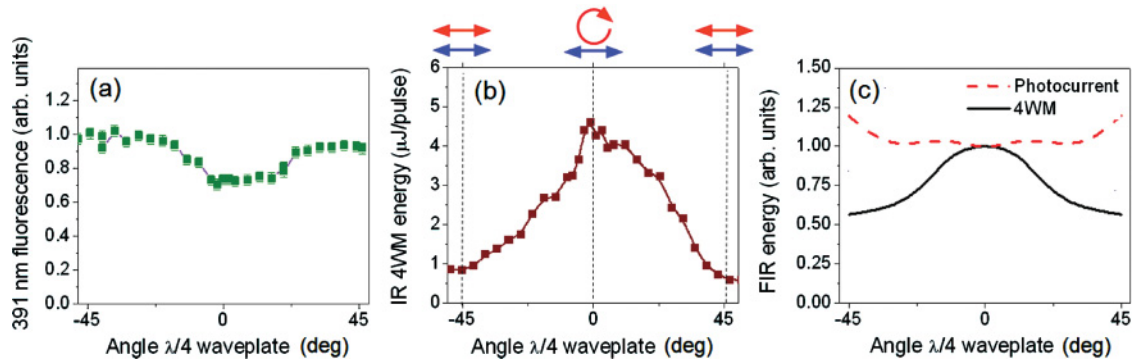 (a)
391 nm fluorescence (arb. units)
1.2
1.0
0.8
0.6
0.4
0.2
0.0
-45
0
45
Angle λ/4 waveplate (deg)
(b)
IR 4WM energy (μJ/pulse)
6
5
4
3
2
1
0
-45
0
45
Angle λ/4 waveplate (deg)
(c)
Photocurrent
4WM
FIR energy (arb. units)
1.50
1.25
1.00
0.75
0.50
0.25
0.00
-45
0
45
Angle λ/4 waveplate (deg)